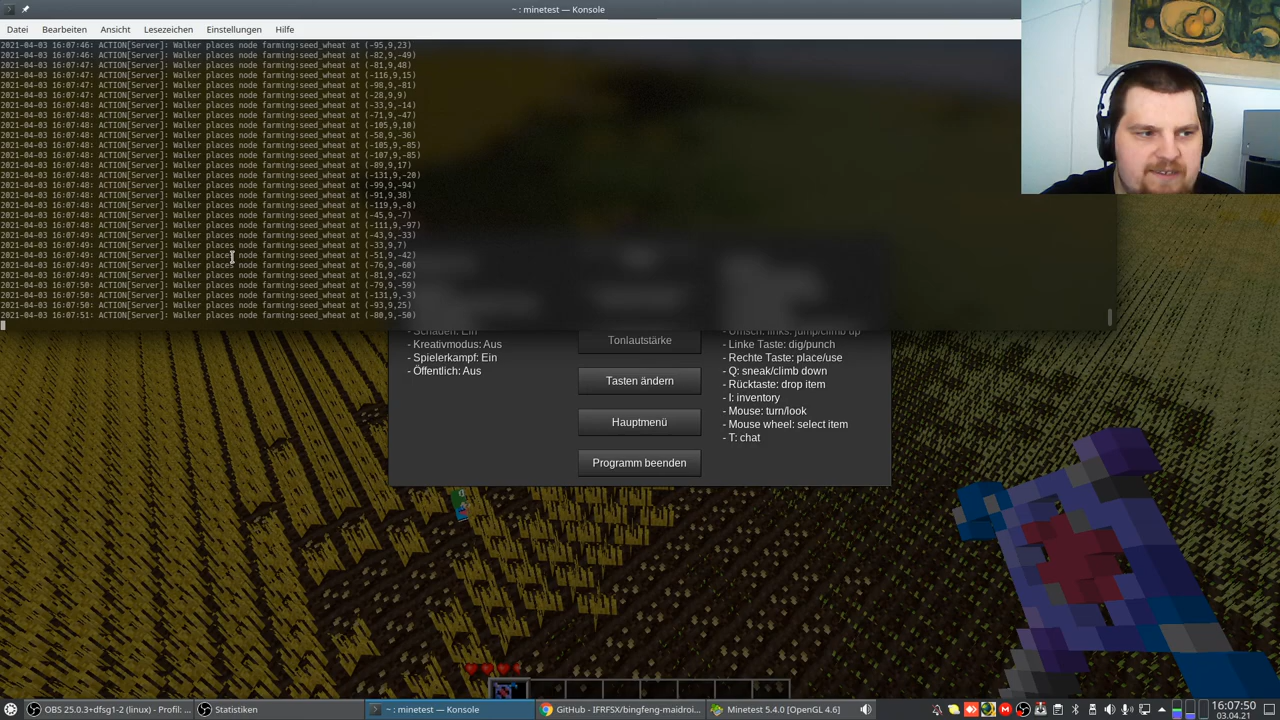 ~ : minetest — Konsole
Datei Bearbeiten Ansicht Lesezeichen Einstellungen Hilfe
2021-04-03 16:07:46: ACTION[Server]: Walker places node farming:seed_wheat at (-95,9,23)
2021-04-03 16:07:46: ACTION[Server]: Walker places node farming:seed_wheat at (-82,9,-49)
2021-04-03 16:07:47: ACTION[Server]: Walker places node farming:seed_wheat at (-81,9,48)
2021-04-03 16:07:47: ACTION[Server]: Walker places node farming:seed_wheat at (-116,9,15)
2021-04-03 16:07:47: ACTION[Server]: Walker places node farming:seed_wheat at (-98,9,-81)
2021-04-03 16:07:47: ACTION[Server]: Walker places node farming:seed_wheat at (-28,9,9)
2021-04-03 16:07:48: ACTION[Server]: Walker places node farming:seed_wheat at (-33,9,-14)
2021-04-03 16:07:48: ACTION[Server]: Walker places node farming:seed_wheat at (-71,9,-47)
2021-04-03 16:07:48: ACTION[Server]: Walker places node farming:seed_wheat at (-105,9,10)
2021-04-03 16:07:48: ACTION[Server]: Walker places node farming:seed_wheat at (-58,9,-36)
2021-04-03 16:07:48: ACTION[Server]: Walker places node farming:seed_wheat at (-105,9,-85)
2021-04-03 16:07:48: ACTION[Server]: Walker places node farming:seed_wheat at (-107,9,-85)
2021-04-03 16:07:48: ACTION[Server]: Walker places node farming:seed_wheat at (-89,9,17)
2021-04-03 16:07:48: ACTION[Server]: Walker places node farming:seed_wheat at (-131,9,-20)
2021-04-03 16:07:48: ACTION[Server]: Walker places node farming:seed_wheat at (-99,9,-94)
2021-04-03 16:07:48: ACTION[Server]: Walker places node farming:seed_wheat at (-91,9,38)
2021-04-03 16:07:48: ACTION[Server]: Walker places node farming:seed_wheat at (-119,9,-8)
2021-04-03 16:07:48: ACTION[Server]: Walker places node farming:seed_wheat at (-45,9,-7)
2021-04-03 16:07:48: ACTION[Server]: Walker places node farming:seed_wheat at (-111,9,-97)
2021-04-03 16:07:49: ACTION[Server]: Walker places node farming:seed_wheat at (-43,9,-33)
2021-04-03 16:07:49: ACTION[Server]: Walker places node farming:seed_wheat at (-33,9,7)
2021-04-03 16:07:49: ACTION[Server]: Walker places node farming:seed_wheat at (-51,9,-42)
2021-04-03 16:07:49: ACTION[Server]: Walker places node farming:seed_wheat at (-76,9,-60)
2021-04-03 16:07:49: ACTION[Server]: Walker places node farming:seed_wheat at (-81,9,-62)
2021-04-03 16:07:50: ACTION[Server]: Walker places node farming:seed_wheat at (-79,9,-59)
2021-04-03 16:07:50: ACTION[Server]: Walker places node farming:seed_wheat at (-131,9,-3)
2021-04-03 16:07:50: ACTION[Server]: Walker places node farming:seed_wheat at (-93,9,25)
2021-04-03 16:07:51: ACTION[Server]: Walker places node farming:seed_wheat at (-80,9,-50)
- Schaden: Ein
- Kreativmodus: Aus
- Spielerkampf: Ein
- Öffentlich: Aus
Tonlautstärke
Tasten ändern
Hauptmenü
Programm beenden
- Umsch. links: jump/climb up
- Linke Taste: dig/punch
- Rechte Taste: place/use
- Q: sneak/climb down
- Rücktaste: drop item
- I: inventory
- Mouse: turn/look
- Mouse wheel: select item
- T: chat
OBS 25.0.3+dfsg1-2 (linux) - Profil: ...
Statistiken
~ : minetest — Konsole
GitHub - IFRFSX/bingfeng-maidroi...
Minetest 5.4.0 [OpenGL 4.6]
16:07:50
03.04.21